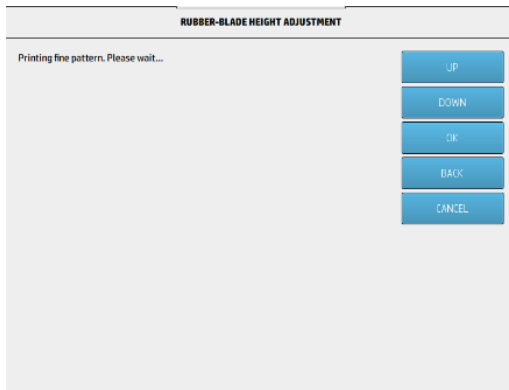 RUBBER-BLADE HEIGHT ADJUSTMENT
Printing fine pattern. Please wait...
UP
DOWN
OK
BACK
CANCEL